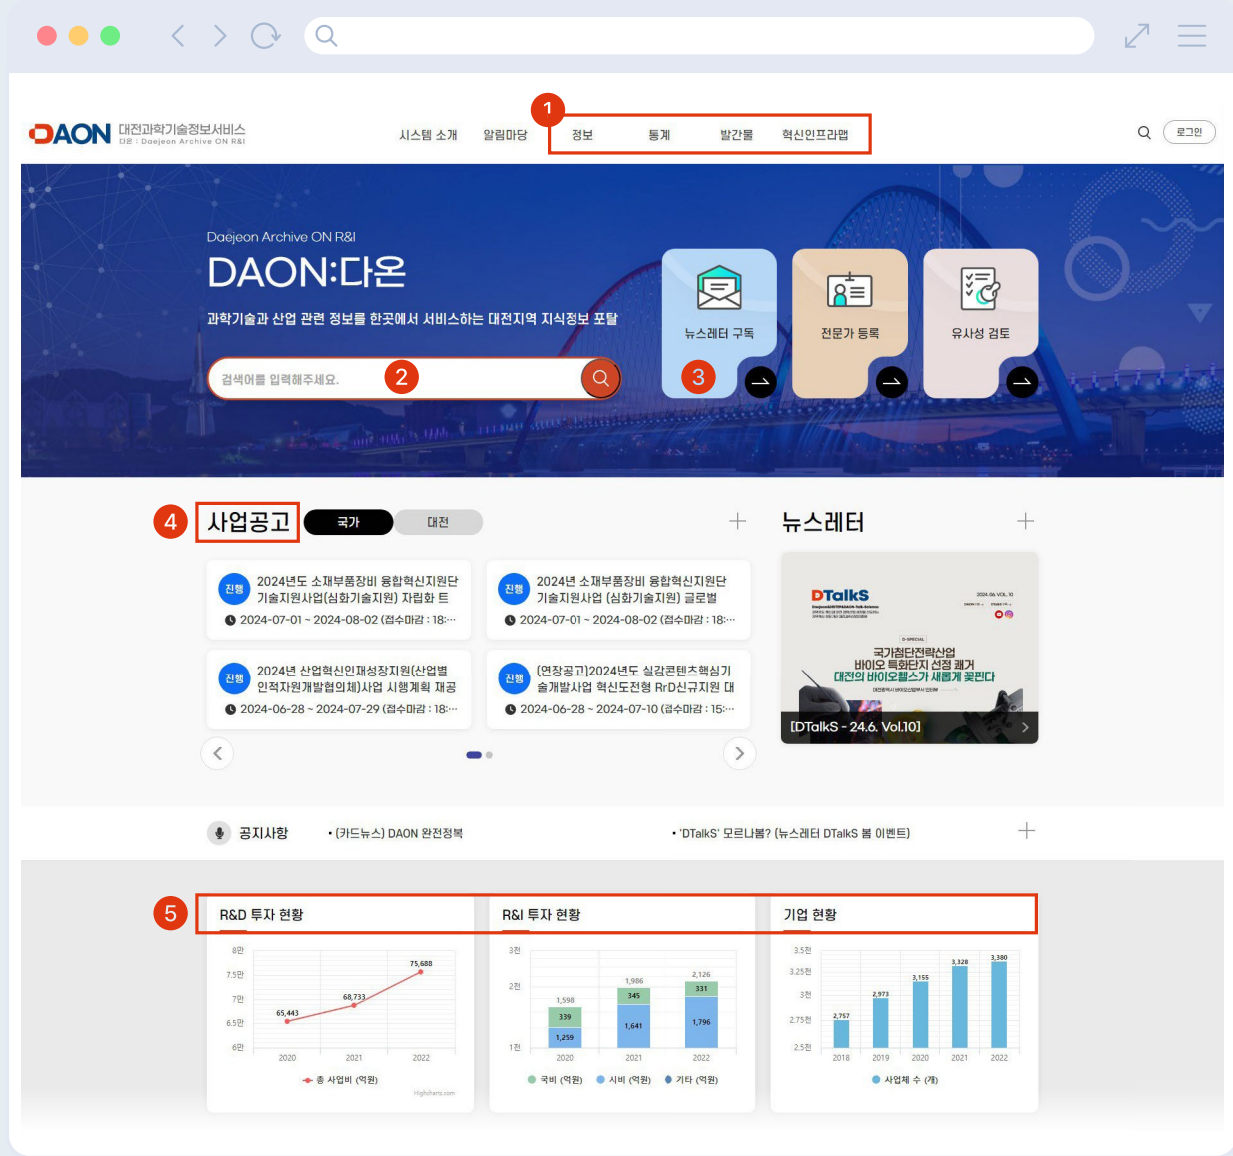 1
DAON 대전과학기술정보서비스
다온 : Daejeon Archive ON R&I
시스템 소개 알림마당 정보 통계 발간물 혁신인프라맵
로그인
Daejeon Archive ON R&I
DAON:다온
과학기술과 산업 관련 정보를 한곳에서 서비스하는 대전지역 지식정보 포탈
검색어를 입력해주세요.
2
뉴스레터 구독
3
전문가 등록
유사성 검토
4
사업공고 국가 대전
진행 2024년도 소재부품장비 융합혁신지원단
기술지원사업(심화기술지원) 자립화 트
2024-07-01 ~ 2024-08-02 (접수마감 : 18:···
진행 2024년 소재부품장비 융합혁신지원단
기술지원사업 (심화기술지원) 글로벌
2024-07-01 ~ 2024-08-02 (접수마감 : 18:···
진행 2024년 산업혁신인재성장지원(산업별
인적자원개발협의체)사업 시행계획 재공
2024-06-28 ~ 2024-07-29 (접수마감 : 18:···
진행 (연장공고)2024년도 실감콘텐츠핵심기
술개발사업 혁신도전형 RrD신규지원 대
2024-06-28 ~ 2024-07-10 (접수마감 : 15:···
뉴스레터
DTalkS
2024.06 VOL. 10
D-SPECIAL
국가첨단전략산업
바이오 특화단지 선정 쾌거
대전의 바이오헬스가 새롭게 꽃핀다
[DTalkS - 24.6. Vol.10]
공지사항
• (카드뉴스) DAON 완전정복
• 'DTalkS' 모르나봄? (뉴스레터 DTalkS 봄 이벤트)
5
R&D 투자 현황
8만
7.5만
7만
6.5만
6만
65,443
68,733
75,688
2020 2021 2022
총 사업비 (억원)
Highcharts.com
R&I 투자 현황
3천
2천
1천
1,598
339
1,259
1,986
345
1,641
2,126
331
1,796
2020 2021 2022
국비 (억원) 시비 (억원) 기타 (억원)
기업 현황
3.5천
3.25천
3천
2.75천
2.5천
2,757
2,973
3,155
3,328
3,380
2018 2019 2020 2021 2022
사업체 수 (개)